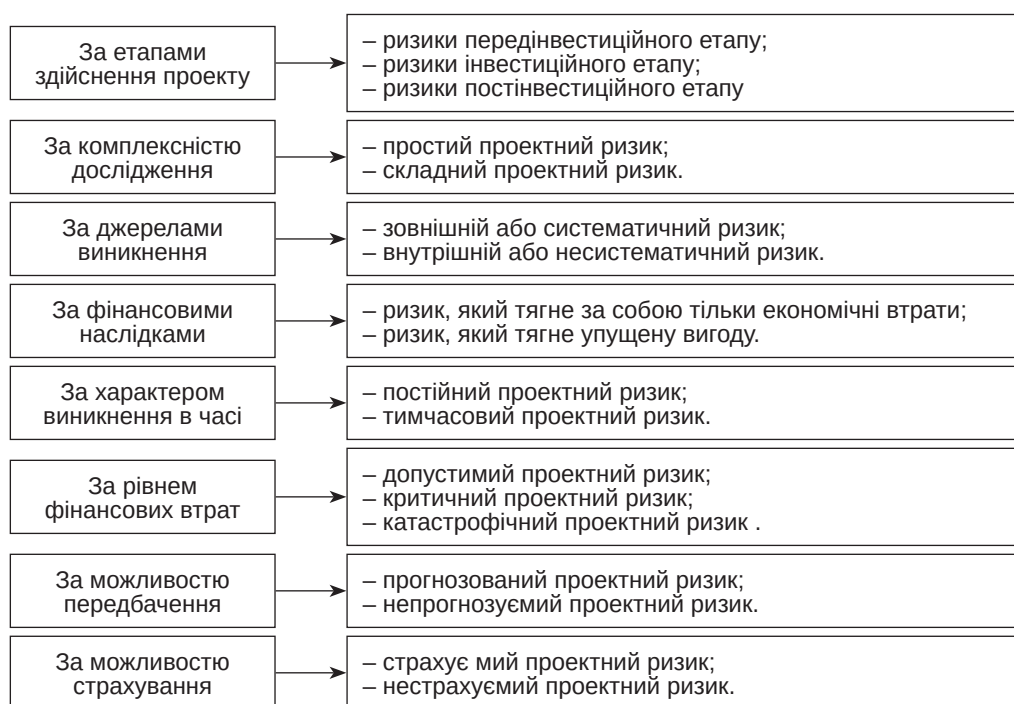 За етапами
здійснення проекту
– ризики передінвестиційного етапу;
– ризики інвестиційного етапу;
– ризики постінвестиційного етапу
За комплексністю
дослідження
– простий проектний ризик;
– складний проектний ризик.
За джерелами
виникнення
– зовнішній або систематичний ризик;
– внутрішній або несистематичний ризик.
За фінансовими
наслідками
– ризик, який тягне за собою тільки економічні втрати;
– ризик, який тягне упущену вигоду.
За характером
виникнення в часі
– постійний проектний ризик;
– тимчасовий проектний ризик.
За рівнем
фінансових втрат
– допустимий проектний ризик;
– критичний проектний ризик;
– катастрофічний проектний ризик .
За можливостю
передбачення
– прогнозований проектний ризик;
– непрогнозуємий проектний ризик.
За можливостю
страхування
– страхує мий проектний ризик;
– нестрахуємий проектний ризик.